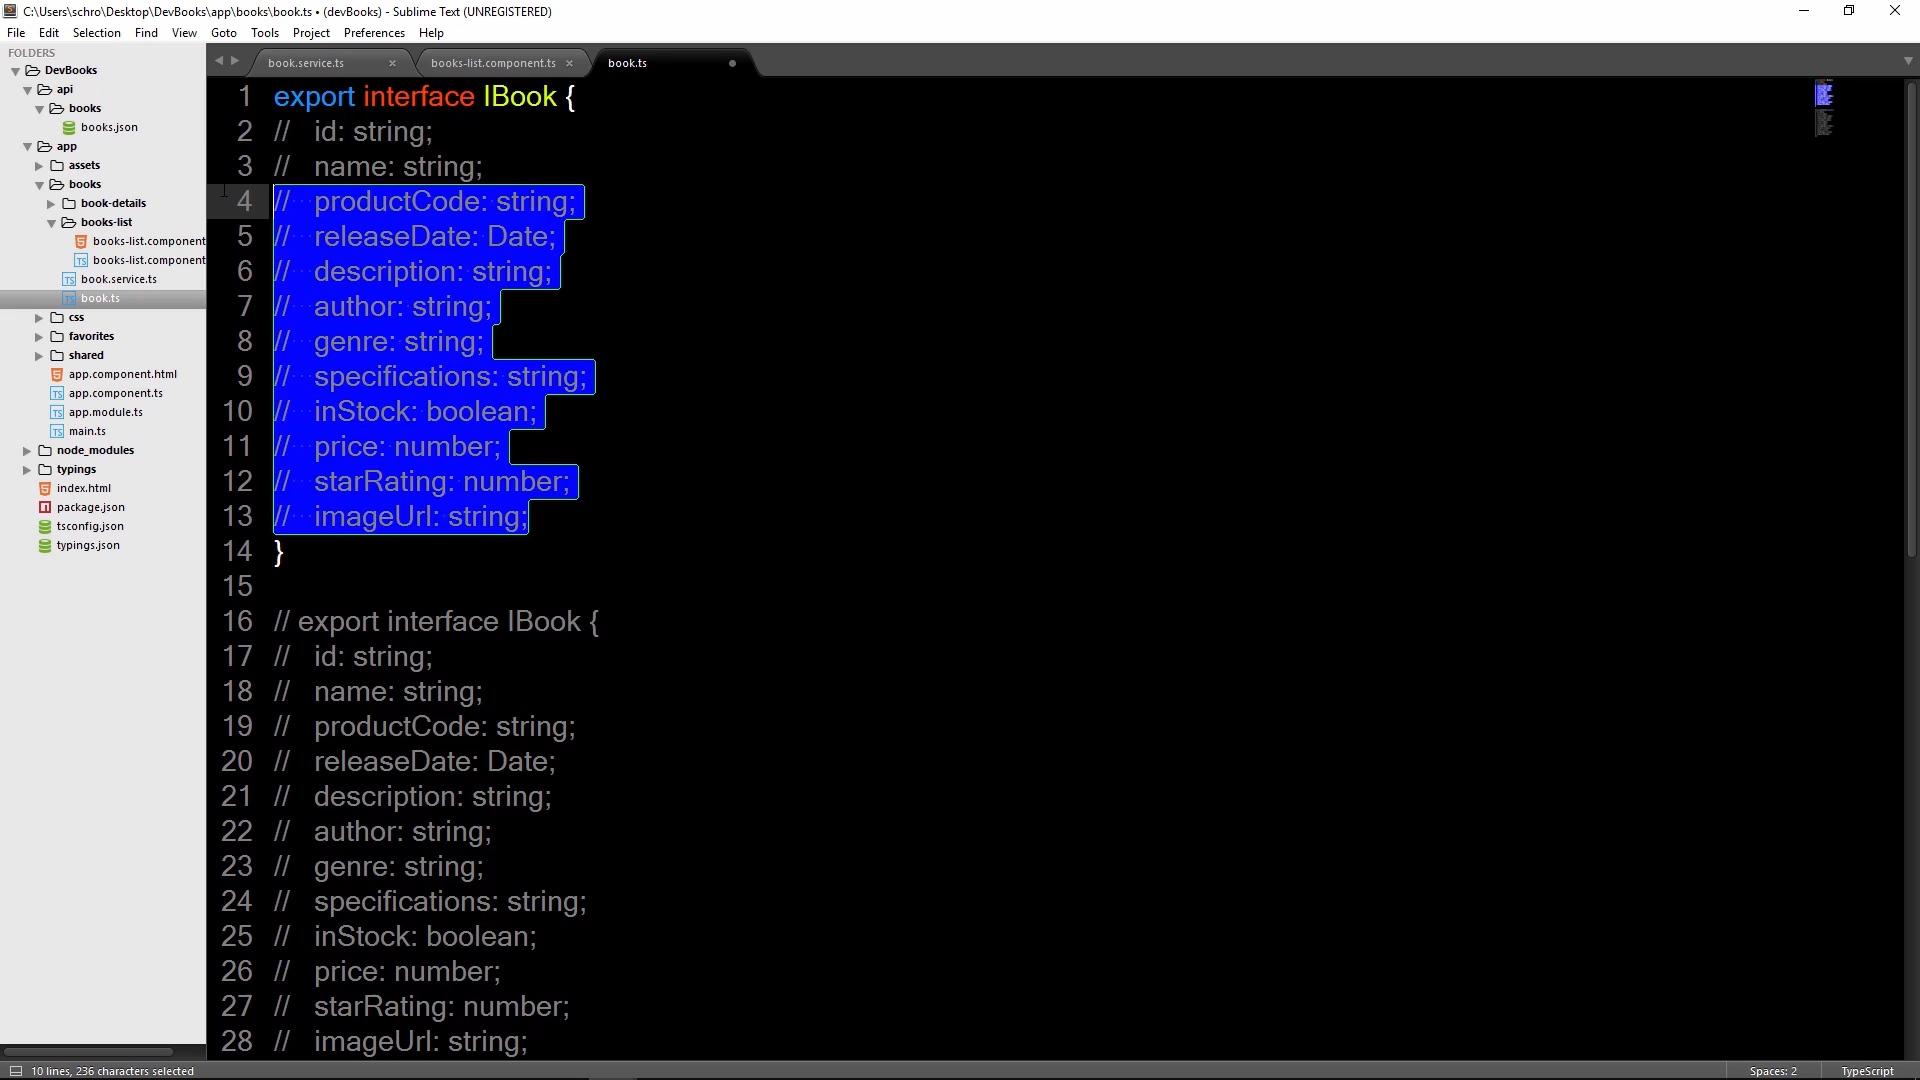 C:\Users\schro\Desktop\DevBooks\app\books\book.ts • (devBooks) - Sublime Text (UNREGISTERED)
File Edit Selection Find View Goto Tools Project Preferences Help
FOLDERS
DevBooks
api
books
books.json
app
assets
books
book-details
books-list
books-list.component
books-list.component
book.service.ts
book.ts
css
favorites
shared
app.component.html
app.component.ts
app.module.ts
main.ts
node_modules
typings
index.html
package.json
tsconfig.json
typings.json
book.service.ts × books-list.component.ts × book.ts •
1 export interface IBook {
2 // id: string;
3 // name: string;
4 // productCode: string;
5 // releaseDate: Date;
6 // description: string;
7 // author: string;
8 // genre: string;
9 // specifications: string;
10 // inStock: boolean;
11 // price: number;
12 // starRating: number;
13 // imageUrl: string;
14 }
15
16 // export interface IBook {
17 // id: string;
18 // name: string;
19 // productCode: string;
20 // releaseDate: Date;
21 // description: string;
22 // author: string;
23 // genre: string;
24 // specifications: string;
25 // inStock: boolean;
26 // price: number;
27 // starRating: number;
28 // imageUrl: string;
10 lines, 236 characters selected Spaces: 2 TypeScript